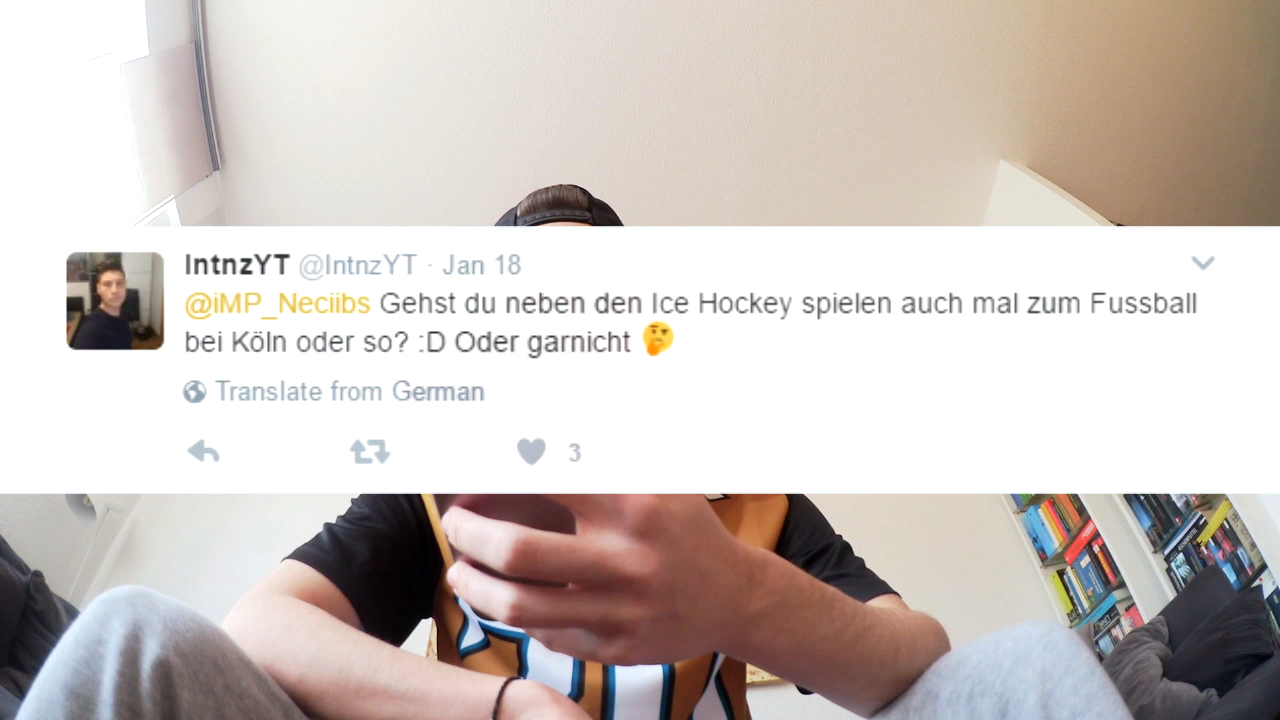 IntnzYT @IntnzYT · Jan 18
@iMP_Neciibs Gehst du neben den Ice Hockey spielen auch mal zum Fussball
bei Köln oder so? :D Oder garnicht 🤔
Translate from German
3